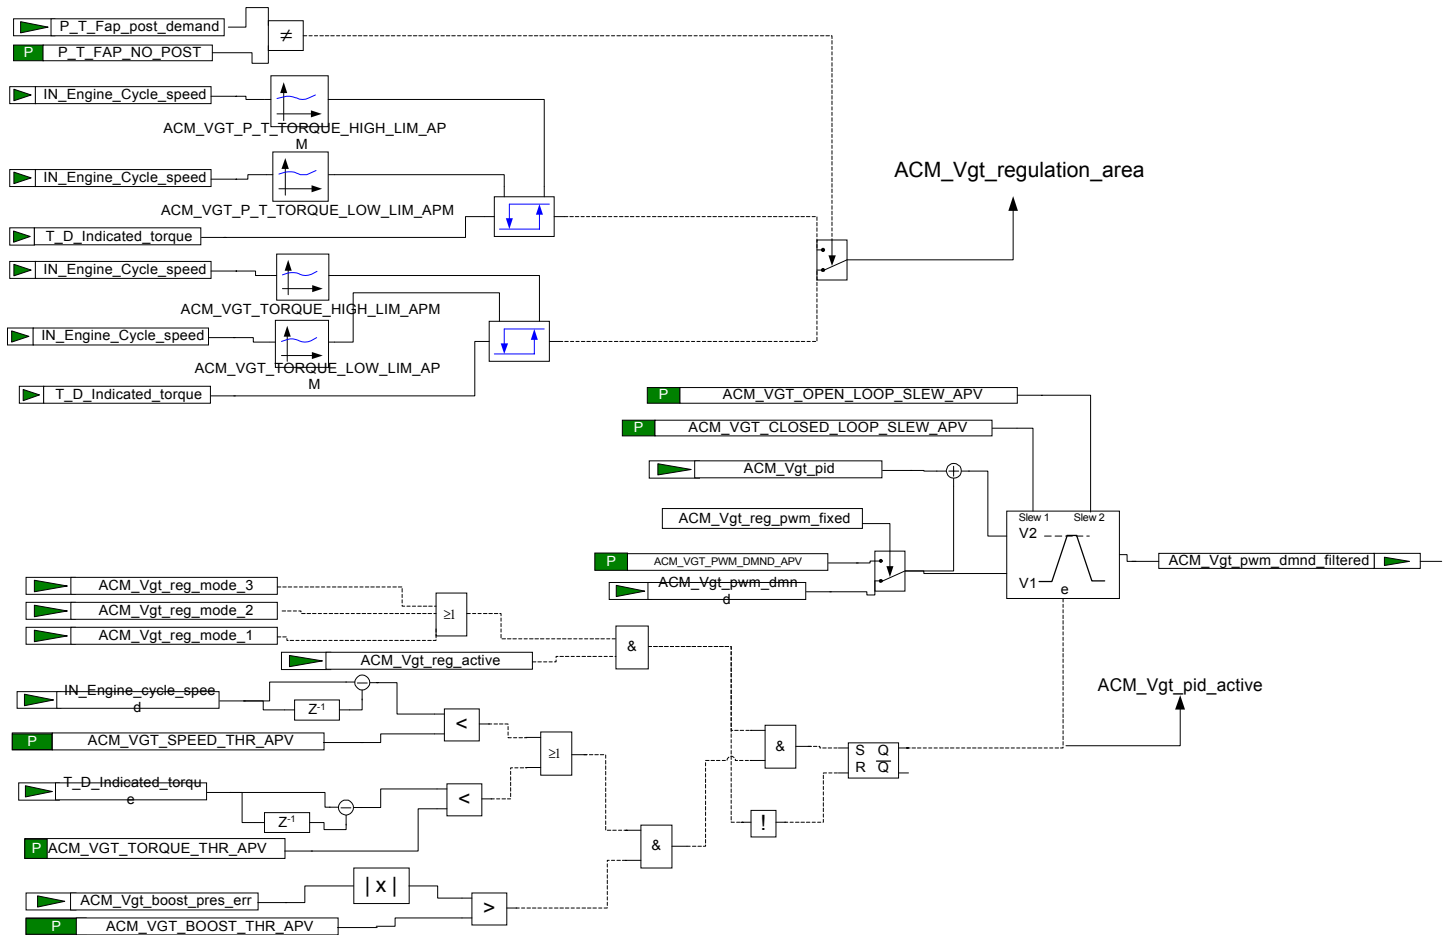 P_T_Fap_post_demand
P P_T_FAP_NO_POST
≠
IN_Engine_Cycle_speed
ACM_VGT_P_T_TORQUE_HIGH_LIM_AP
M
IN_Engine_Cycle_speed
ACM_VGT_P_T_TORQUE_LOW_LIM_APM
T_D_Indicated_torque
ACM_Vgt_regulation_area
IN_Engine_Cycle_speed
ACM_VGT_TORQUE_HIGH_LIM_APM
IN_Engine_Cycle_speed
ACM_VGT_TORQUE_LOW_LIM_AP
M
T_D_Indicated_torque
P ACM_VGT_OPEN_LOOP_SLEW_APV
P ACM_VGT_CLOSED_LOOP_SLEW_APV
ACM_Vgt_pid
+
ACM_Vgt_reg_pwm_fixed
P ACM_VGT_PWM_DMND_APV
ACM_Vgt_pwm_dmn
d
Slew 1 Slew 2
V2
V1
e
ACM_Vgt_pwm_dmnd_filtered
ACM_Vgt_reg_mode_3
ACM_Vgt_reg_mode_2
ACM_Vgt_reg_mode_1
≥1
ACM_Vgt_reg_active
&
IN_Engine_cycle_spee
d
Z-1
−
P ACM_VGT_SPEED_THR_APV
<
T_D_Indicated_torqu
e
Z-1
−
P ACM_VGT_TORQUE_THR_APV
<
≥1
&
&
!
S Q
R Q
ACM_Vgt_pid_active
ACM_Vgt_boost_pres_err
|x|
P ACM_VGT_BOOST_THR_APV
>